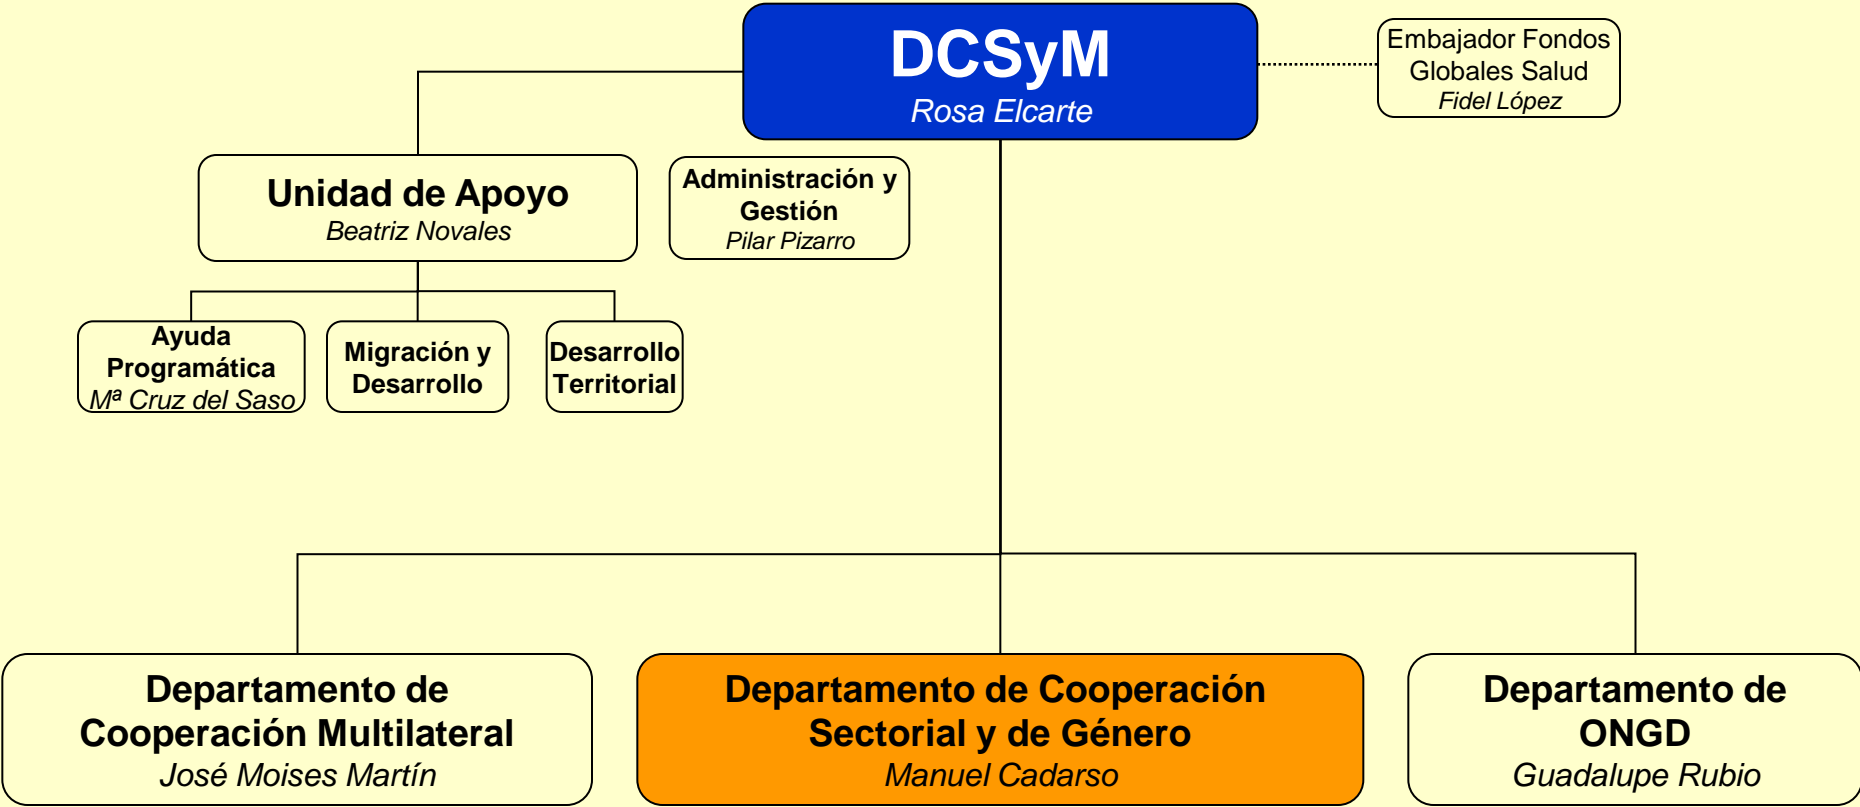 DCSyM
Rosa Elcarte
Embajador Fondos
Globales Salud
Fidel López
Unidad de Apoyo
Beatriz Novales
Administración y
Gestión
Pilar Pizarro
Ayuda
Programática
Mª Cruz del Saso
Migración y
Desarrollo
Desarrollo
Territorial
Departamento de
Cooperación Multilateral
José Moises Martín
Departamento de Cooperación
Sectorial y de Género
Manuel Cadarso
Departamento de
ONGD
Guadalupe Rubio